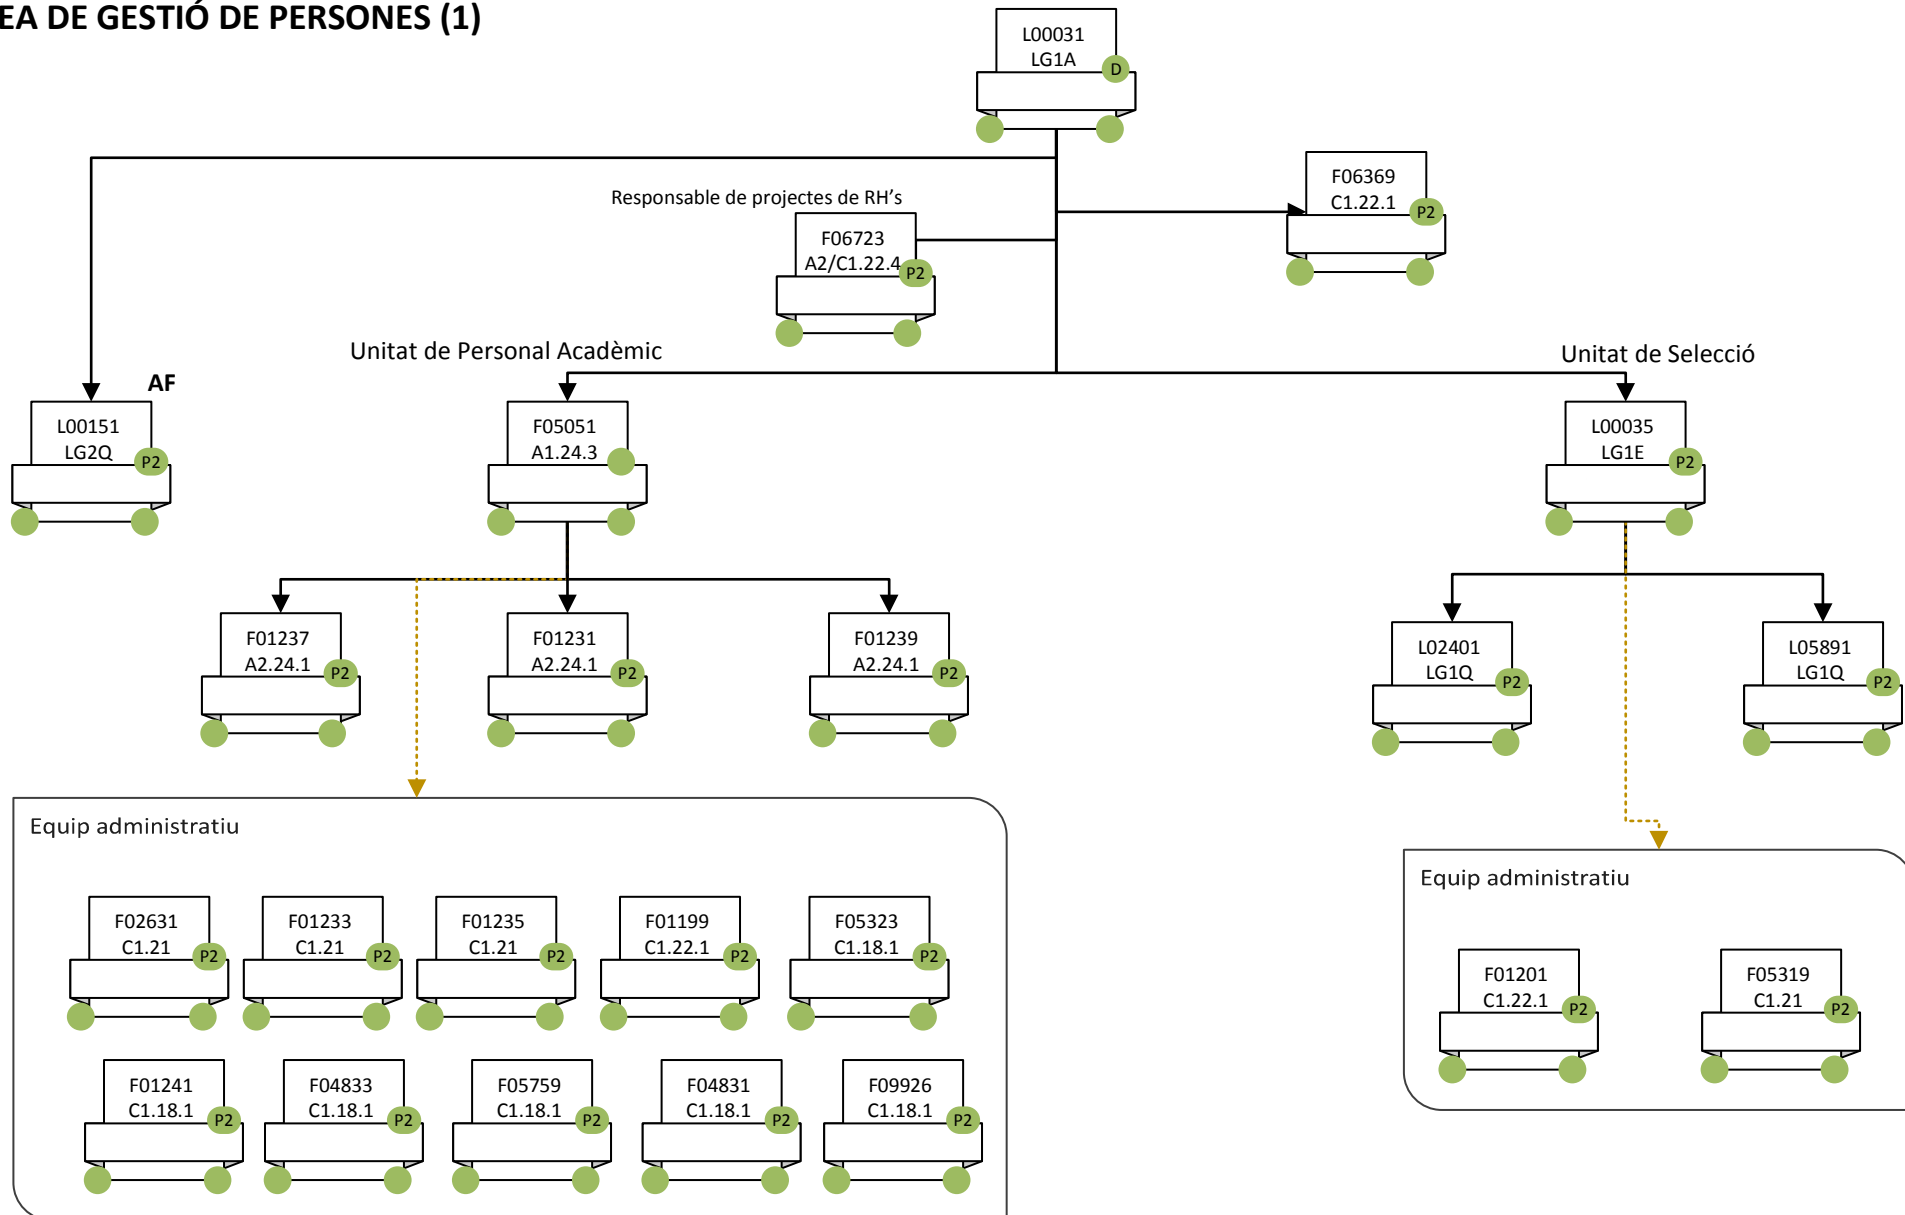 EA DE GESTIÓ DE PERSONES (1)
L00031
LG1A
D
F06369
C1.22.1
P2
Responsable de projectes de RH's
F06723
A2/C1.22.4
P2
Unitat de Personal Acadèmic
Unitat de Selecció
AF
L00151
LG2Q
P2
F05051
A1.24.3
L00035
LG1E
P2
F01237
A2.24.1
P2
F01231
A2.24.1
P2
F01239
A2.24.1
P2
L02401
LG1Q
P2
L05891
LG1Q
P2
Equip administratiu
F02631
C1.21
P2
F01233
C1.21
P2
F01235
C1.21
P2
F01199
C1.22.1
P2
F05323
C1.18.1
P2
F01241
C1.18.1
P2
F04833
C1.18.1
P2
F05759
C1.18.1
P2
F04831
C1.18.1
P2
F09926
C1.18.1
P2
Equip administratiu
F01201
C1.22.1
P2
F05319
C1.21
P2